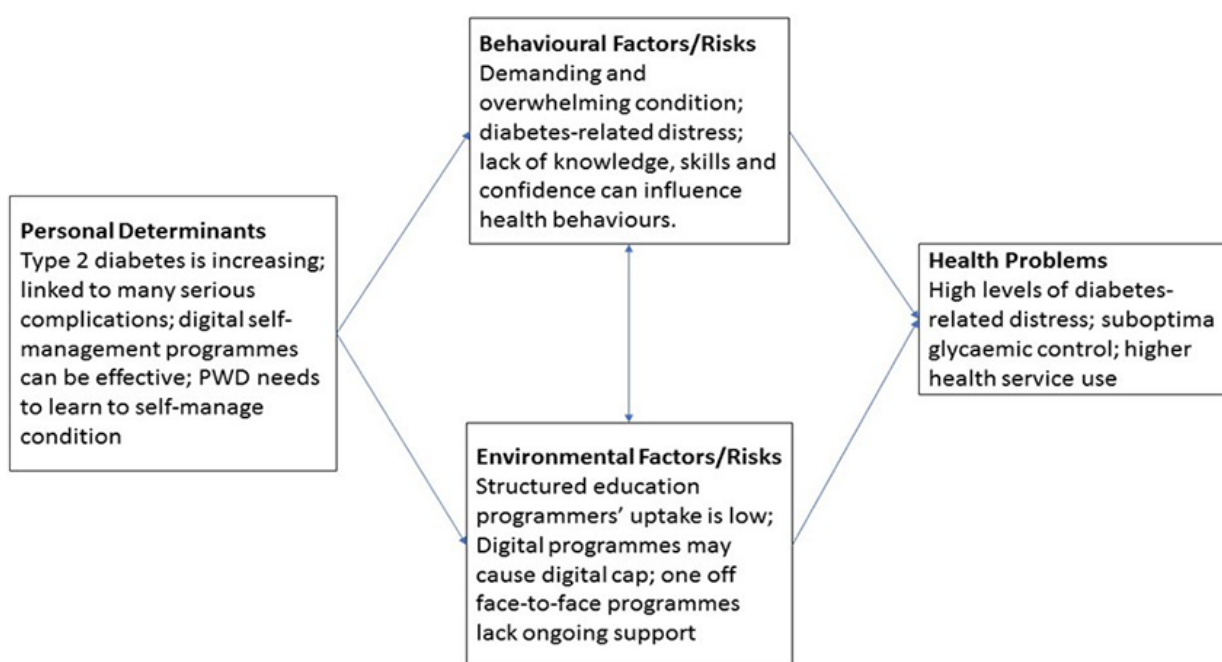 Behavioural Factors/Risks
Demanding and
overwhelming condition;
diabetes-related distress;
lack of knowledge, skills and
confidence can influence
health behaviours.
Personal Determinants
Type 2 diabetes is increasing;
linked to many serious
complications; digital self-
management programmes
can be effective; PWD needs
to learn to self-manage
condition
Health Problems
High levels of diabetes-
related distress; suboptima
glycaemic control; higher
health service use
Environmental Factors/Risks
Structured education
programmers’ uptake is low;
Digital programmes may
cause digital cap; one off
face-to-face programmes
lack ongoing support